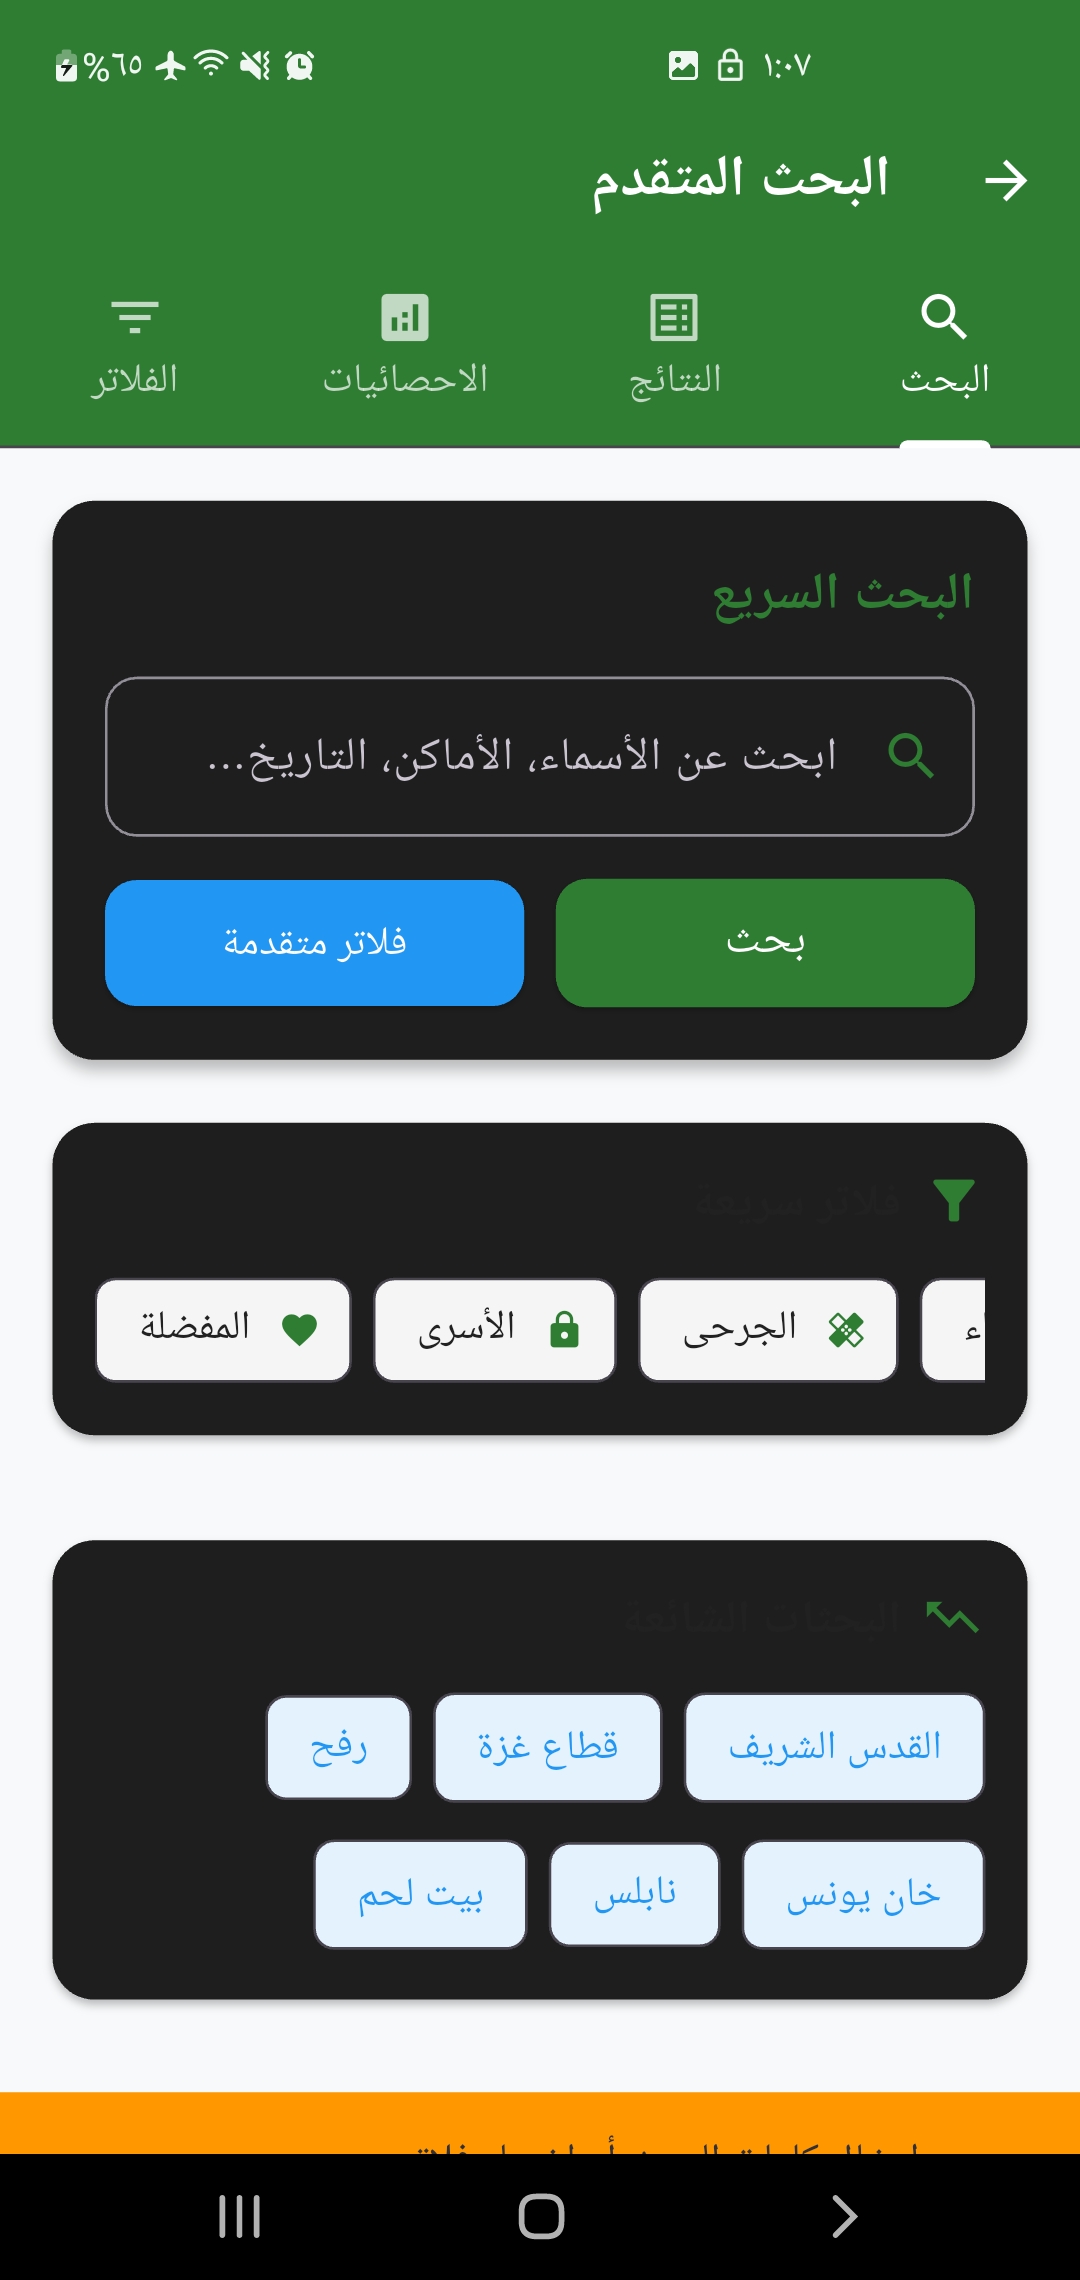 ١:٠٧
%٦٥
البحث المتقدم
البحث
النتائج
الاحصائيات
الفلاتر
البحث السريع
ابحث عن الأسماء، الأماكن، التاريخ...
بحث
فلاتر متقدمة
فلاتر سريعة
الجرحى
الأسرى
المفضلة
البحثات الشائعة
القدس الشريف
قطاع غزة
رفح
خان يونس
نابلس
بيت لحم